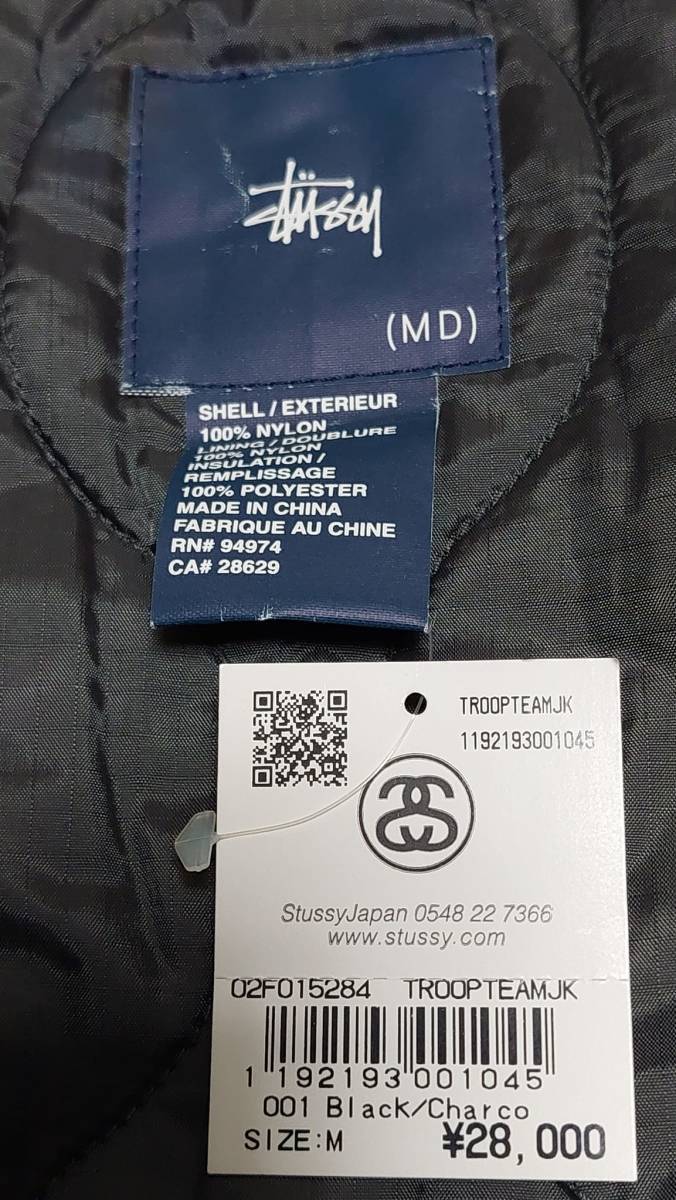 Stüssy
(MD)
SHELL / EXTERIEUR
100% NYLON
LINING / DOUBLURE
100% NYLON
INSULATION /
REMPLISSAGE
100% POLYESTER
MADE IN CHINA
FABRIQUE AU CHINE
RN# 94974
CA# 28629
TROOPTEAMJK
1192193001045
StussyJapan 0548 22 7366
www.stussy.com
02F015284 TROOPTEAMJK
1 192193 001045
001 Black/Charco
SIZE:M ¥28,000